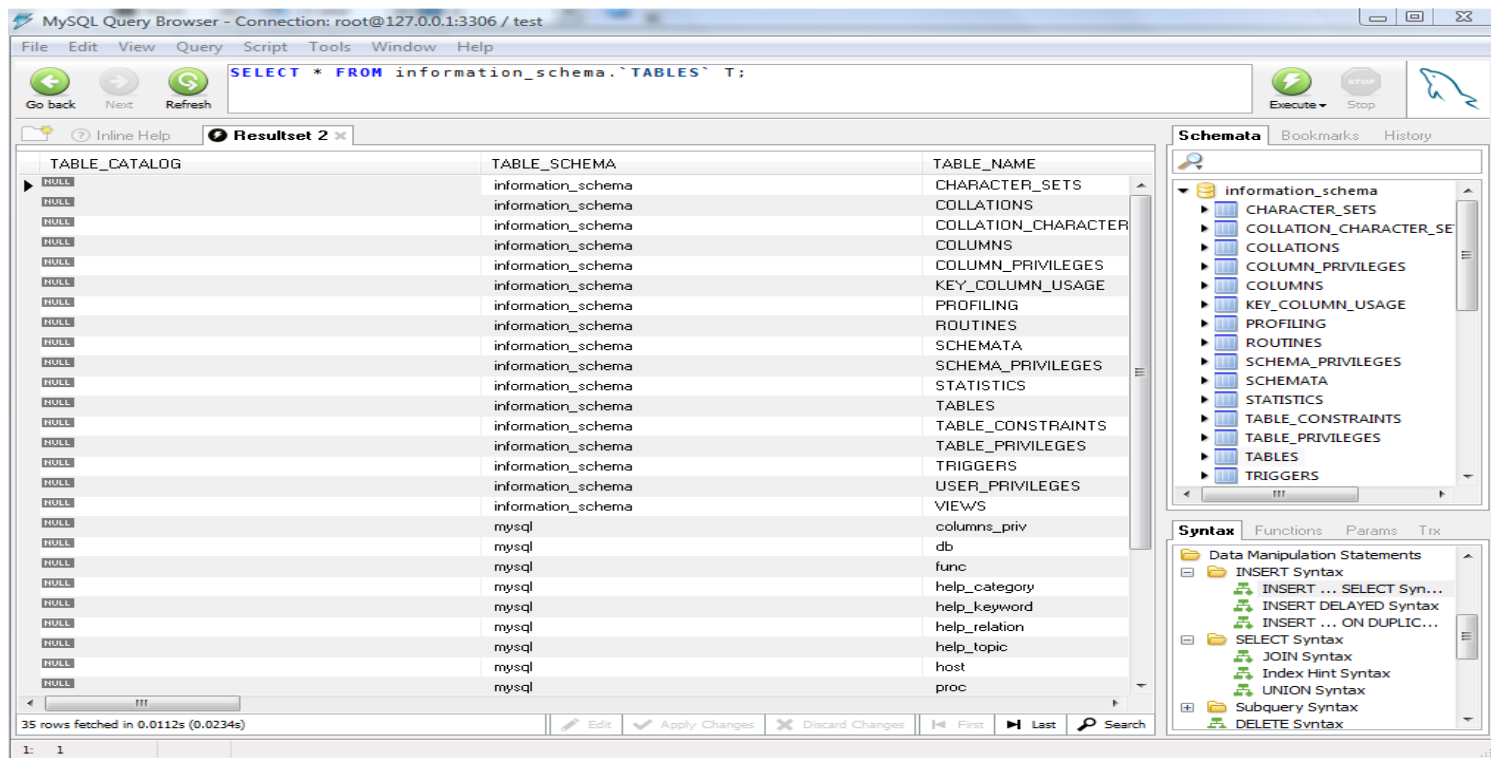 MySQL Query Browser - Connection: root@127.0.0.1:3306 / test
File Edit View Query Script Tools Window Help
SELECT * FROM information_schema.`TABLES` T;
Go back Next Refresh
Execute STOP Stop
Inline Help Resultset 2
TABLE_CATALOG TABLE_SCHEMA TABLE_NAME
NULL information_schema CHARACTER_SETS
NULL information_schema COLLATIONS
NULL information_schema COLLATION_CHARACTER
NULL information_schema COLUMNS
NULL information_schema COLUMN_PRIVILEGES
NULL information_schema KEY_COLUMN_USAGE
NULL information_schema PROFILING
NULL information_schema ROUTINES
NULL information_schema SCHEMATA
NULL information_schema SCHEMA_PRIVILEGES
NULL information_schema STATISTICS
NULL information_schema TABLES
NULL information_schema TABLE_CONSTRAINTS
NULL information_schema TABLE_PRIVILEGES
NULL information_schema TRIGGERS
NULL information_schema USER_PRIVILEGES
NULL information_schema VIEWS
NULL mysql columns_priv
NULL mysql db
NULL mysql func
NULL mysql help_category
NULL mysql help_keyword
NULL mysql help_relation
NULL mysql help_topic
NULL mysql host
NULL mysql proc
35 rows fetched in 0.0112s (0.0234s) Edit Apply Changes Discard Changes First Last Search
1: 1
Schemata Bookmarks History
information_schema
CHARACTER_SETS
COLLATION_CHARACTER_SE
COLLATIONS
COLUMN_PRIVILEGES
COLUMNS
KEY_COLUMN_USAGE
PROFILING
ROUTINES
SCHEMA_PRIVILEGES
SCHEMATA
STATISTICS
TABLE_CONSTRAINTS
TABLE_PRIVILEGES
TABLES
TRIGGERS
Syntax Functions Params Trx
Data Manipulation Statements
INSERT Syntax
INSERT ... SELECT Syn...
INSERT DELAYED Syntax
INSERT ... ON DUPLIC...
SELECT Syntax
JOIN Syntax
Index Hint Syntax
UNION Syntax
Subquery Syntax
DELETE Syntax